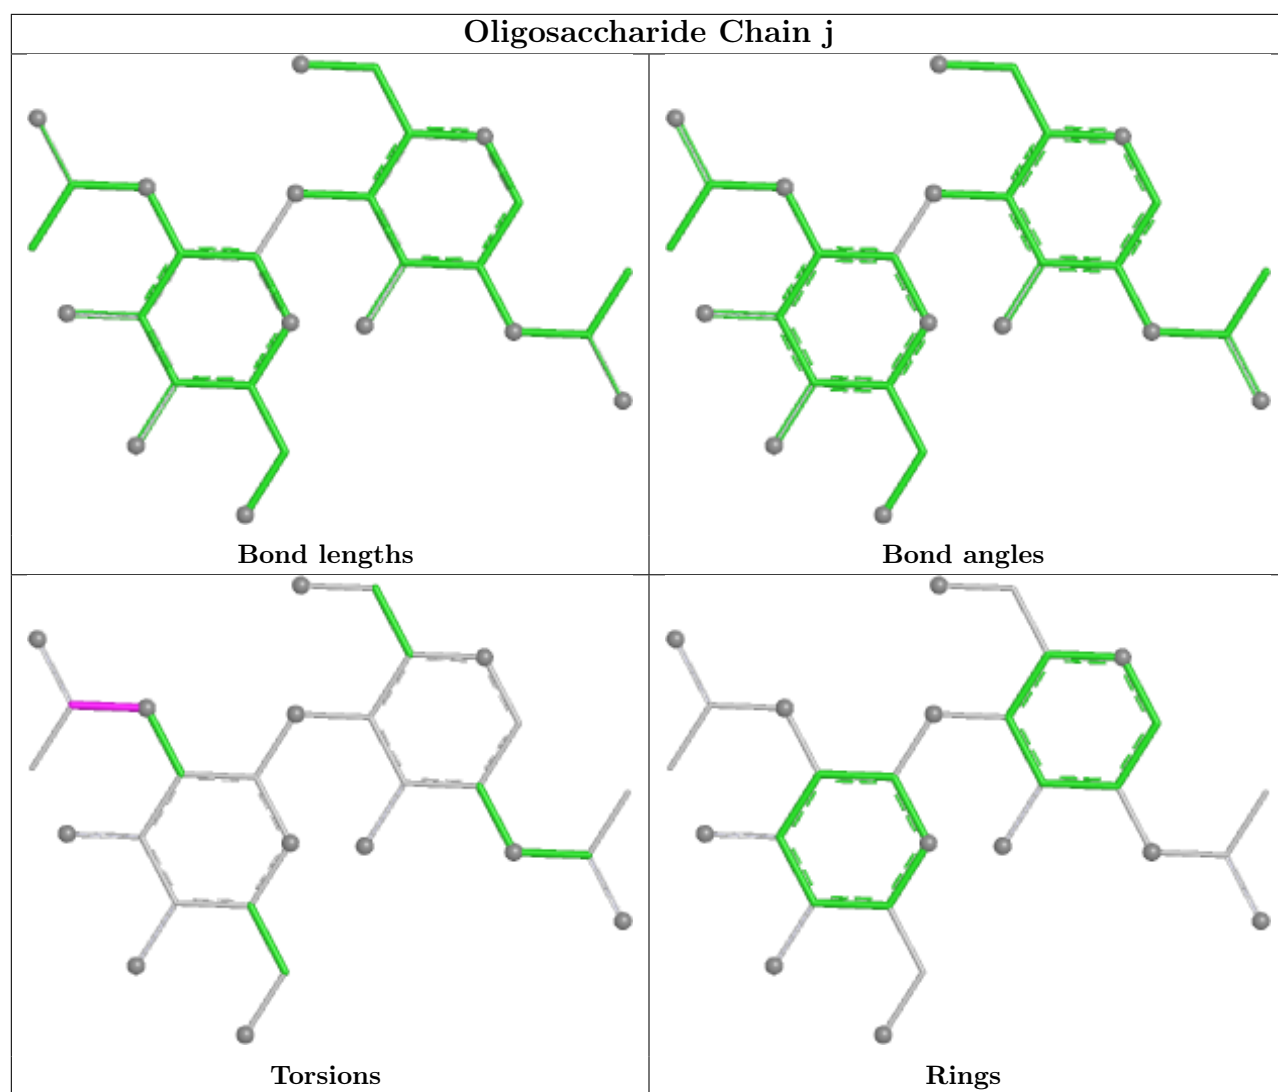 Oligosaccharide Chain j
Bond lengths
Bond angles
Torsions
Rings